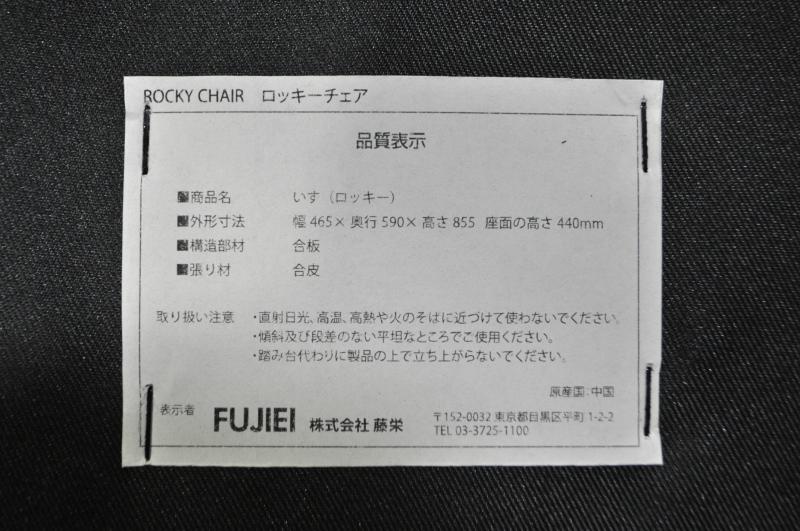 ROCKY CHAIR ロッキーチェア
品質表示
■商品名 いす（ロッキー）
■外形寸法 幅 465× 奥行 590× 高さ 855 座面の高さ 440mm
■構造部材 合板
■張り材 合皮
取り扱い注意 ・直射日光、高温、高熱や火のそばに近づけて使わないでください。
・傾斜及び段差のない平坦なところでご使用ください。
・踏み台代わりに製品の上で立ち上がらないでください。
原産国：中国
表示者 FUJIEI 株式会社 藤栄 〒152-0032 東京都目黒区平町 1-2-2
TEL 03-3725-1100